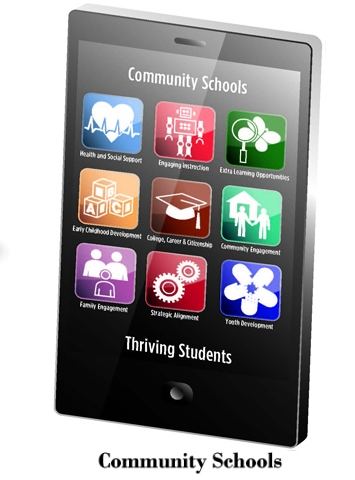 Community Schools
Health and Social Support
Engaging Instruction
Extra Learning Opportunities
A B C
Early Childhood Development
College, Career & Citizenship
Community Engagement
Family Engagement
Strategic Alignment
Youth Development
Thriving Students
Community Schools